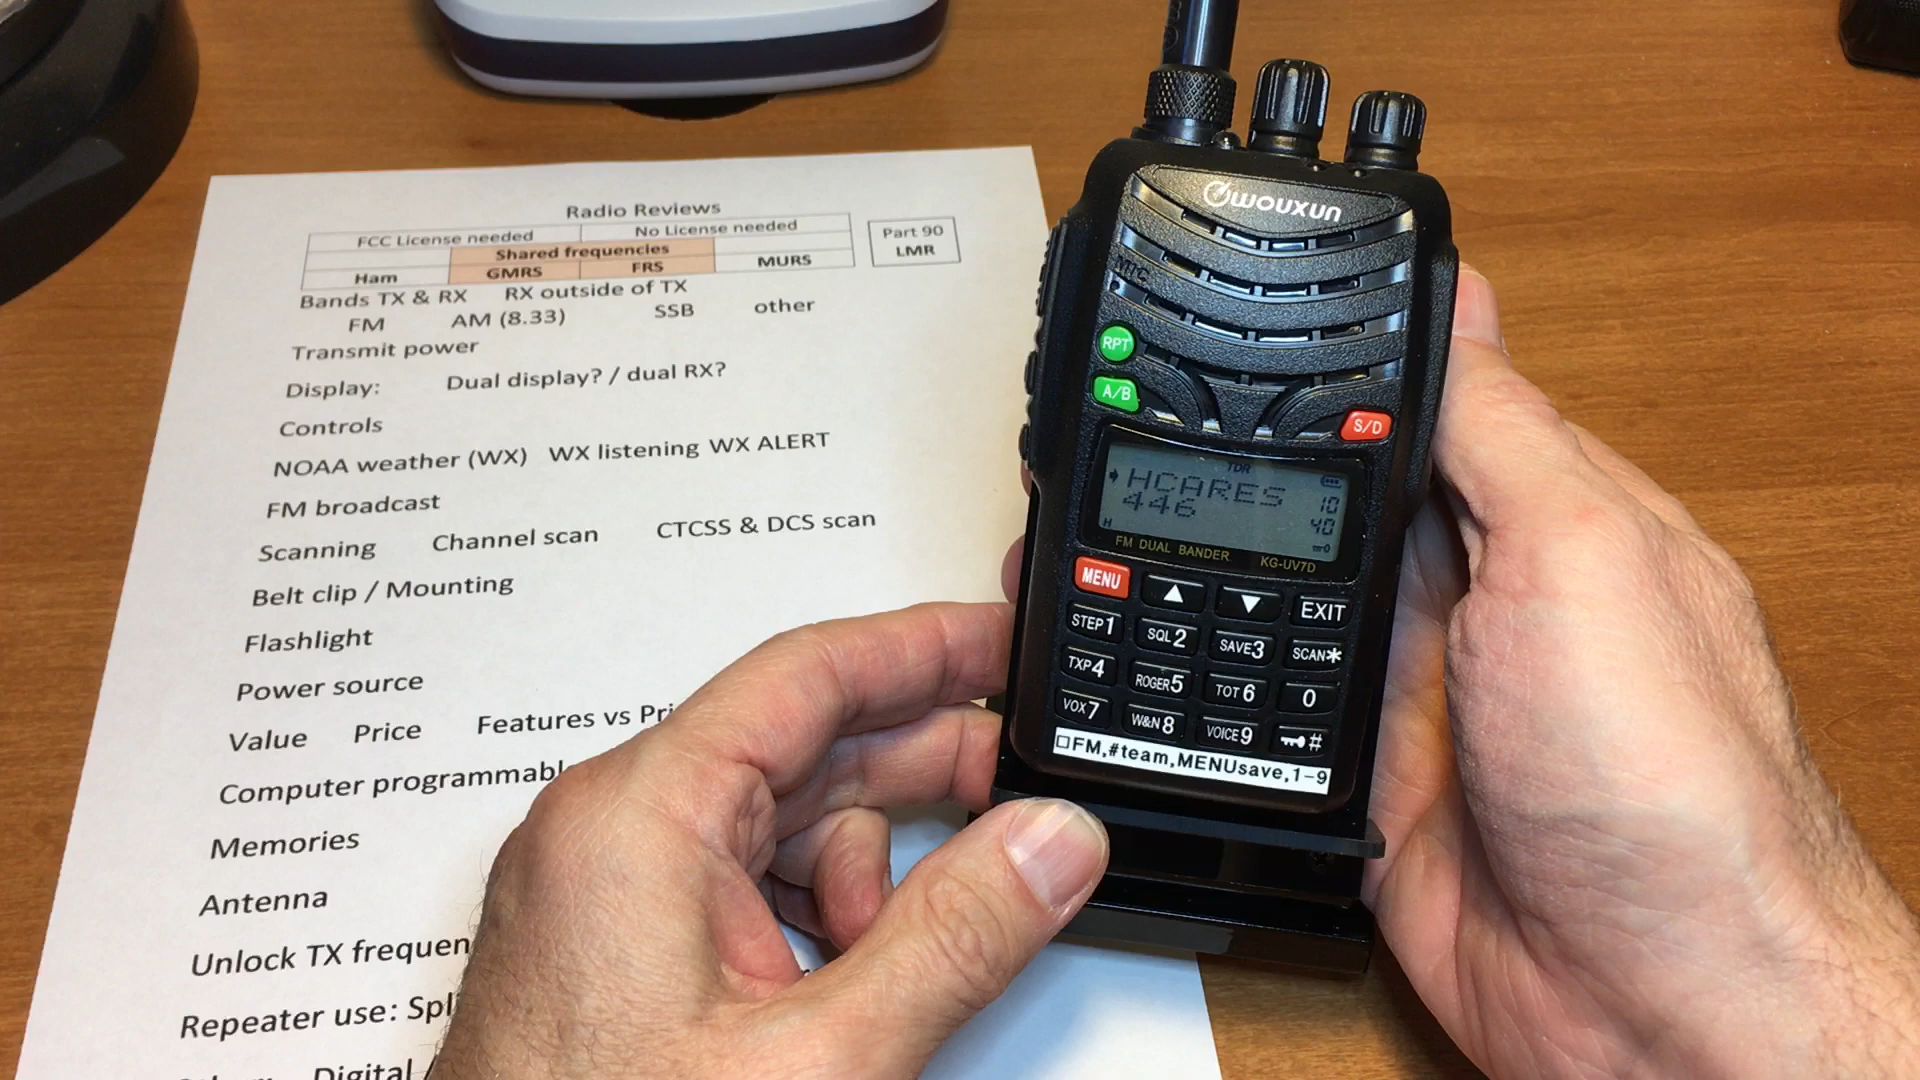 Radio Reviews
FCC License needed No License needed
Shared frequencies
Ham GMRS FRS MURS
Part 90
LMR
Bands TX & RX RX outside of TX
FM AM (8.33) SSB other
Transmit power
Display: Dual display? / dual RX?
Controls
NOAA weather (WX) WX listening WX ALERT
FM broadcast
Scanning Channel scan CTCSS & DCS scan
Belt clip / Mounting
Flashlight
Power source
Value Price Features vs
Computer
Memories
Antenna
Unlock TX
Repeater use:
Digital /
WOUXUN
MIC
RPT
A/B
S/D
TDR
HCARES 10
446 40
H
FM DUAL BANDER KG-UV7D
MENU ▲ ▼ EXIT
STEP1 SQL2 SAVE3 SCAN*
TXP4 ROGER5 TOT6 0
VOX7 W&N8 VOICE9 #
□FM,#team,MENUsave,1-9